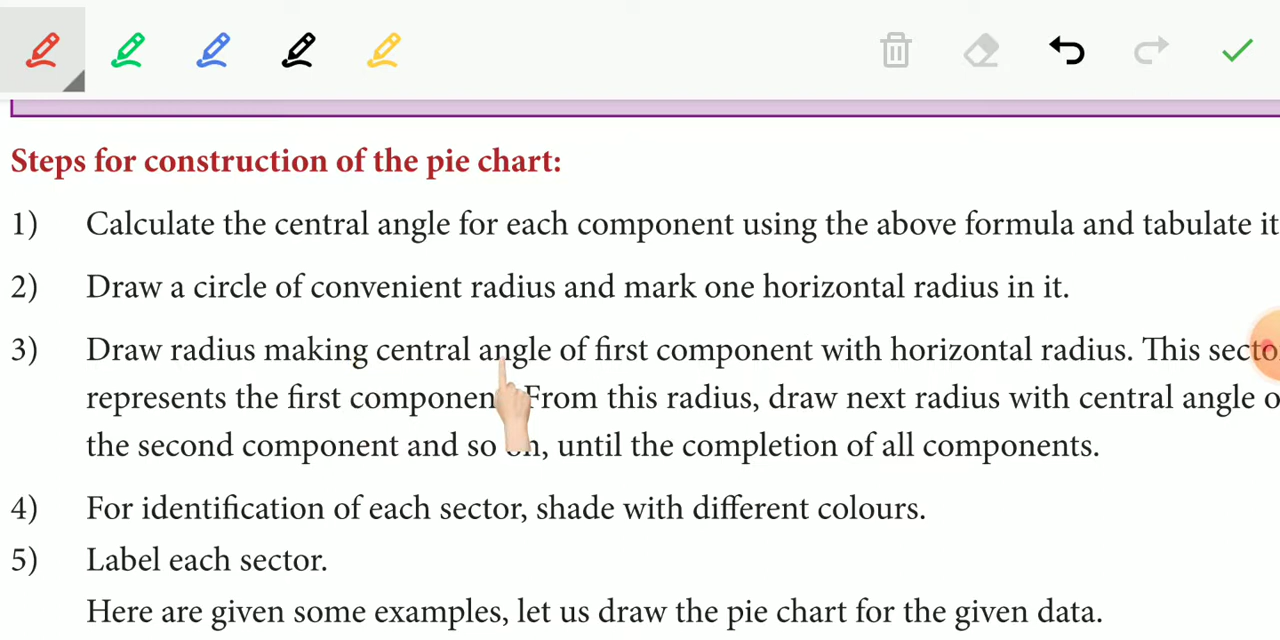 Steps for construction of the pie chart:
1) Calculate the central angle for each component using the above formula and tabulate it
2) Draw a circle of convenient radius and mark one horizontal radius in it.
3) Draw radius making central angle of first component with horizontal radius. This secto
represents the first componen From this radius, draw next radius with central angle o
the second component and so on, until the completion of all components.
4) For identification of each sector, shade with different colours.
5) Label each sector.
Here are given some examples, let us draw the pie chart for the given data.